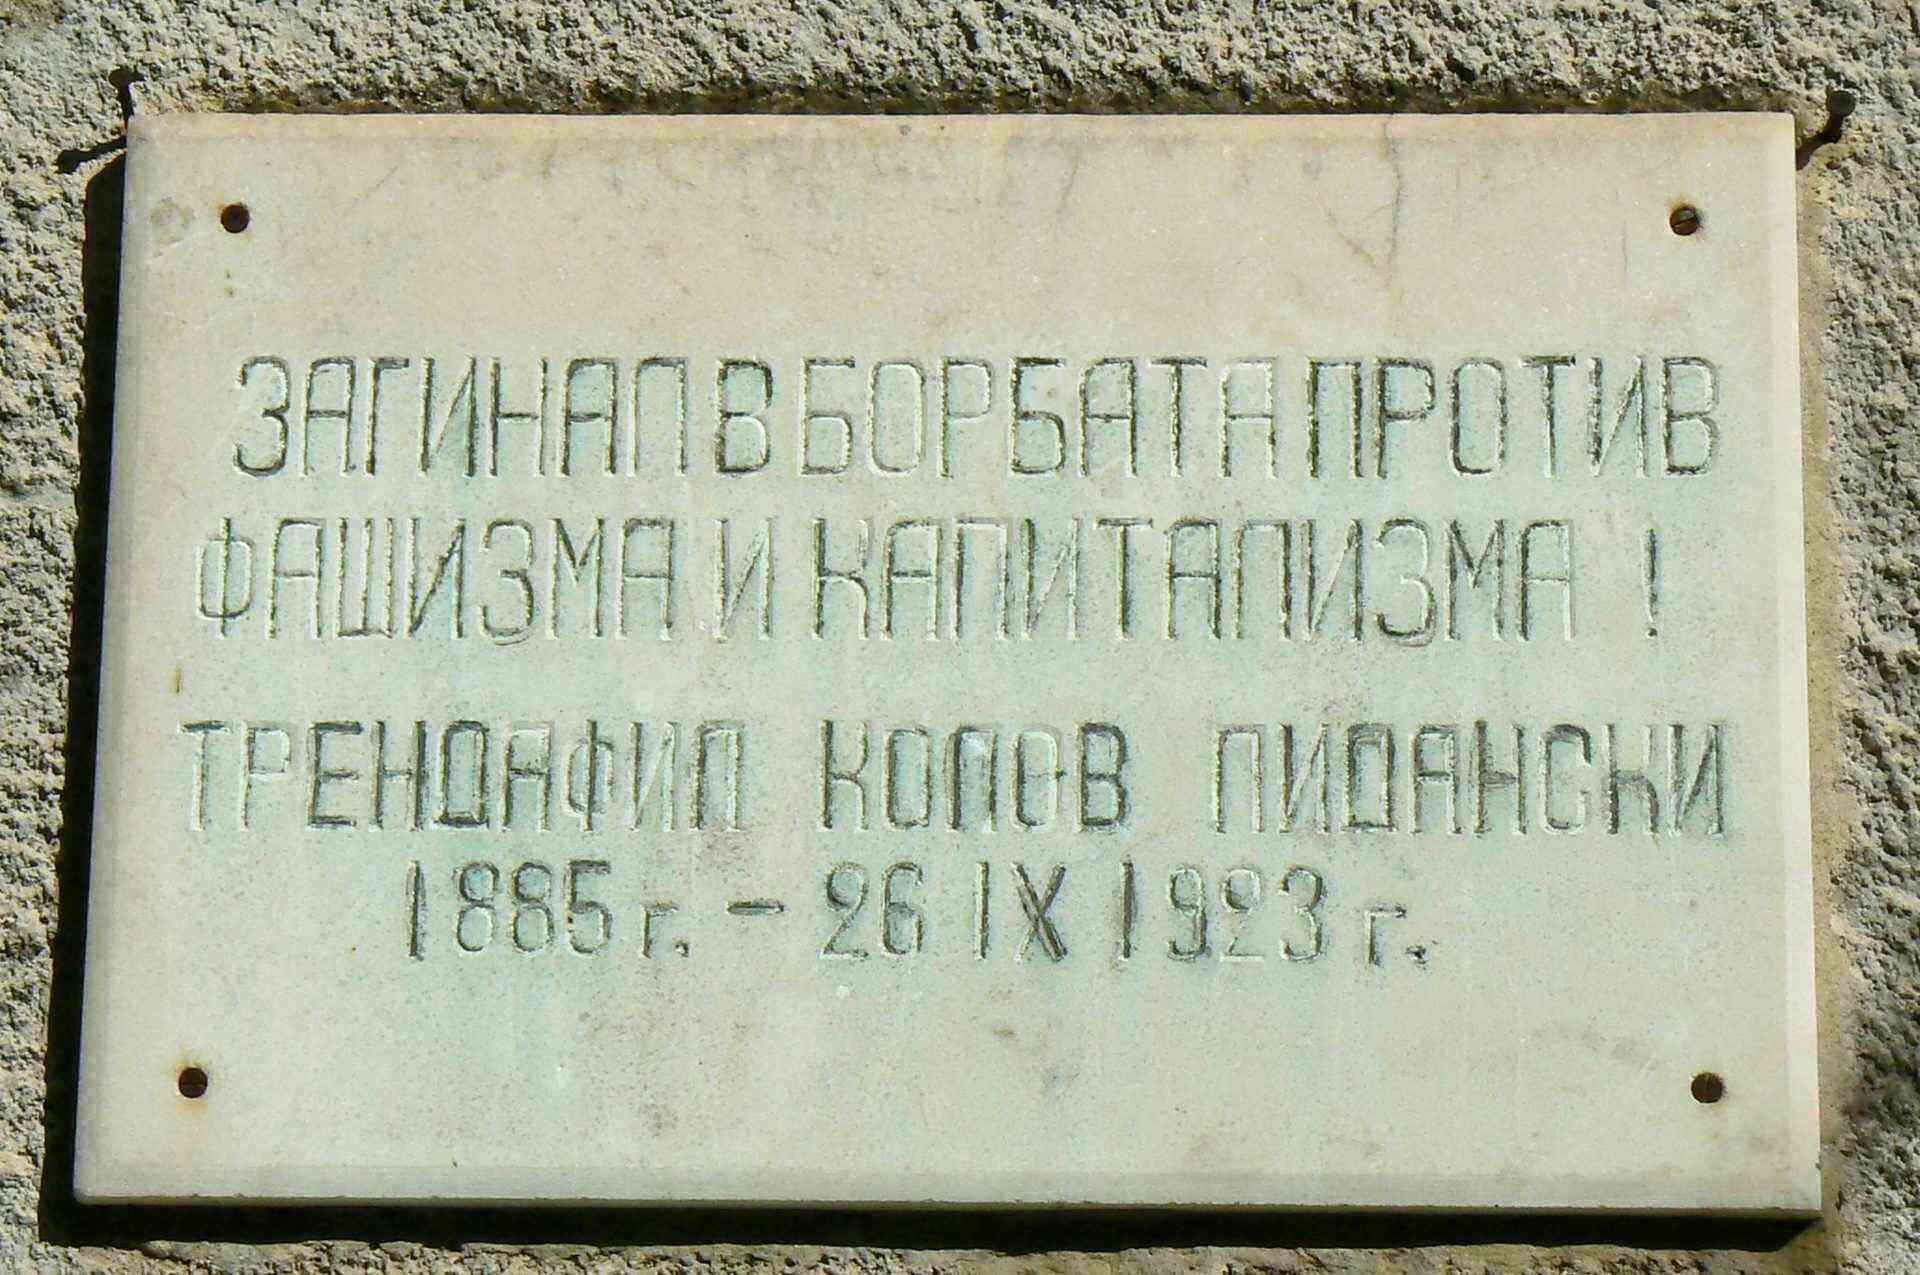 ЗАГИНАЛ В БОРБАТА ПРОТИВ
ФАШИЗМА И КАПИТАЛИЗМА !
ТРЕНДАФИЛ КОЛОВ ЛИДАНСКИ
1885 г. – 26 IX 1923 г.